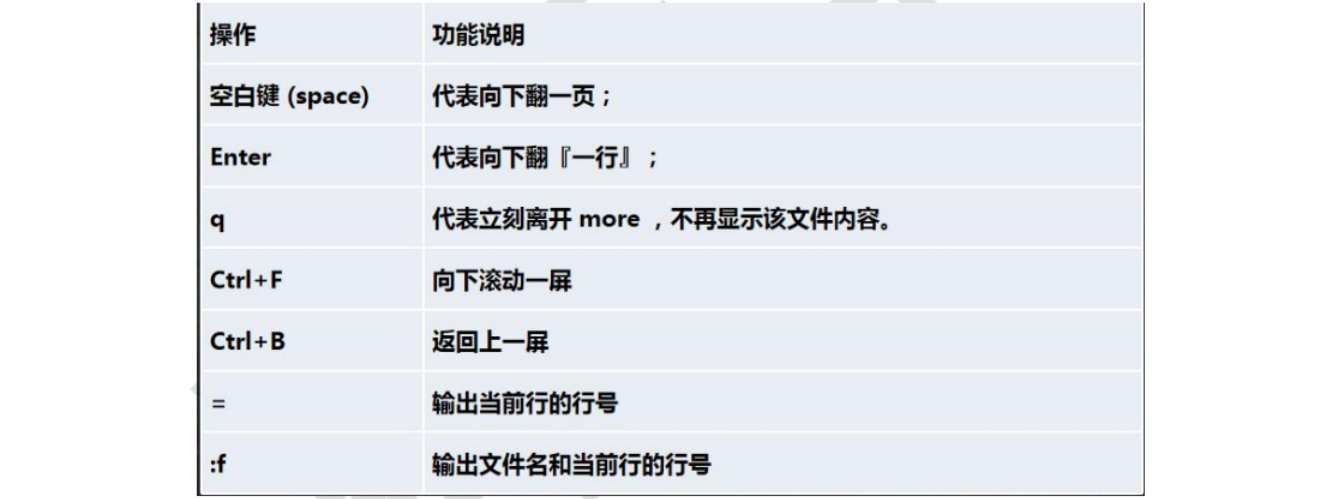 操作 功能说明
空白键 (space) 代表向下翻一页；
Enter 代表向下翻『一行』；
q 代表立刻离开 more ，不再显示该文件内容。
Ctrl+F 向下滚动一屏
Ctrl+B 返回上一屏
= 输出当前行的行号
:f 输出文件名和当前行的行号